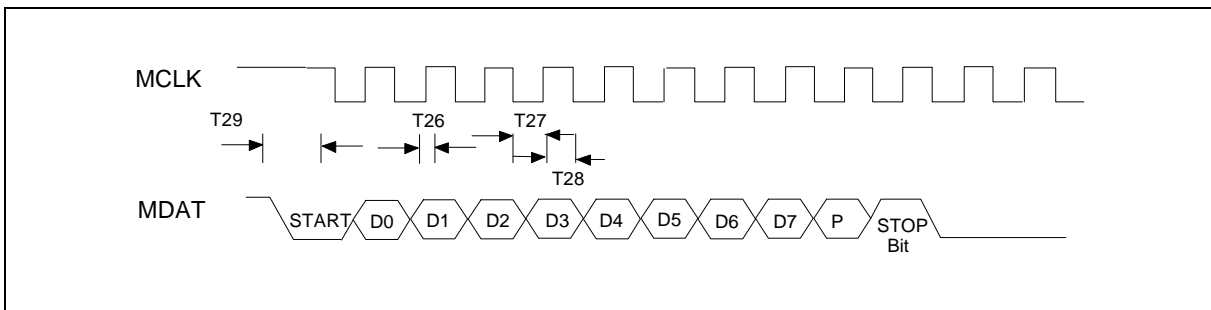 MCLK
T29 T26 T27
T28
MDAT START D0 D1 D2 D3 D4 D5 D6 D7 P STOP
Bit